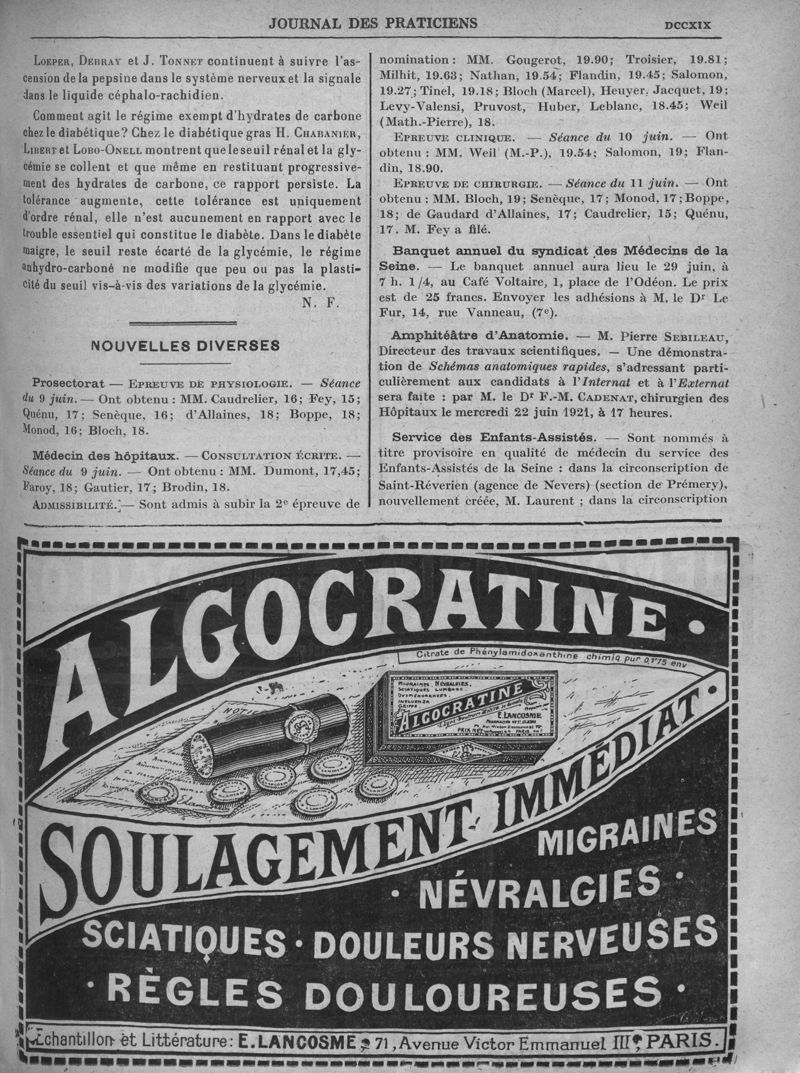 JOURNAL DES PRATICIENS
DCCXIX
LOEPER, DEBRAY et J. TONNET continuent à suivre l'as-
cension de la pepsine dans le système nerveux et la signale
dans le liquide céphalo-rachidien.
Comment agit le régime exempt d'hydrates de carbone
chez le diabétique? Chez le diabétique gras H. CHABANIER,
LIBERT et LOBO-ONELL montrent que le seuil rénal et la gly-
cémie se collent et que même en restituant progressive-
ment des hydrates de carbone, ce rapport persiste. La
tolérance augmente, cette tolérance est uniquement
d'ordre rénal, elle n'est aucunement en rapport avec le
trouble essentiel qui constitue le diabète. Dans le diabète
maigre, le seuil reste écarté de la glycémie, le régime
anhydro-carboné ne modifie que peu ou pas la plasti-
cité du seuil vis-à-vis des variations de la glycémie.
N. F.
NOUVELLES DIVERSES
Prosectorat — EPREUVE DE PHYSIOLOGIE. — Séance
du 9 juin. — Ont obtenu : MM. Caudrelier, 16; Fey, 15;
Quénu, 17; Senèque, 16; d'Allaines, 18; Boppe, 18;
Monod, 16; Bloch, 18.
Médecin des hôpitaux. — CONSULTATION ÉCRITE. —
Séance du 9 juin. — Ont obtenu : MM. Dumont, 17,45;
Faroy, 18; Gautier, 17; Brodin, 18.
ADMISSIBILITÉ. — Sont admis à subir la 2e épreuve de
nomination: MM. Gougerot, 19.90; Troisier, 19.81;
Milhit, 19.63; Nathan, 19.54; Flandin, 19.45; Salomon,
19.27; Tinel, 19.18; Bloch (Marcel), Heuyer, Jacquet, 19;
Levy-Valensi, Pruvost, Huber, Leblanc, 18.45; Weil
(Math.-Pierre), 18.
EPREUVE CLINIQUE. — Séance du 10 juin. — Ont
obtenu : MM. Weil (M.-P.), 19.54; Salomon, 19; Flan-
din, 18.90.
EPREUVE DE CHIRURGIE. — Séance du 11 juin. — Ont
obtenu : MM. Bloch, 19; Senèque, 17; Monod, 17; Boppe,
18; de Gaudard d'Allaines, 17; Caudrelier, 15; Quénu,
17. M. Fey a filé.
Banquet annuel du syndicat des Médecins de la
Seine. — Le banquet annuel aura lieu le 29 juin, à
7 h. 1/4, au Café Voltaire, 1, place de l'Odéon. Le prix
est de 25 francs. Envoyer les adhésions à M. le Dr Le
Fur, 14, rue Vanneau, (7e).
Amphitéâtre d'Anatomie. — M. Pierre SEBILEAU,
Directeur des travaux scientifiques. — Une démonstra-
tion de Schémas anatomiques rapides, s'adressant parti-
culièrement aux candidats à l'Internat et à l'Externat
sera faite : par M. le Dr F.-M. CADENAT, chirurgien des
Hôpitaux le mercredi 22 juin 1921, à 17 heures.
Service des Enfants-Assistés. — Sont nommés à
titre provisoire en qualité de médecin du service des
Enfants-Assistés de la Seine : dans la circonscription de
Saint-Révérien (agence de Nevers) (section de Prémery),
nouvellement créée, M. Laurent ; dans la circonscription
ALGOCRATINE ·
Citrate de Phénylamidoxanthine chimiq pur 0,175 env
NOTICE
MIGRAINES, NÉVRALGIES,
SCIATIQUES LUMBAGO
DYSMÉNORRHÉES
INFLUENZA
GRIPPE
ALGOCRATINE
E. LANCOSME
PRIX NET
SOULAGEMENT IMMÉDIAT ·
MIGRAINES
· NÉVRALGIES ·
SCIATIQUES · DOULEURS NERVEUSES
· RÈGLES DOULOUREUSES ·
Échantillon et Littérature: E. LANCOSME, 71, Avenue Victor Emmanuel III, PARIS.